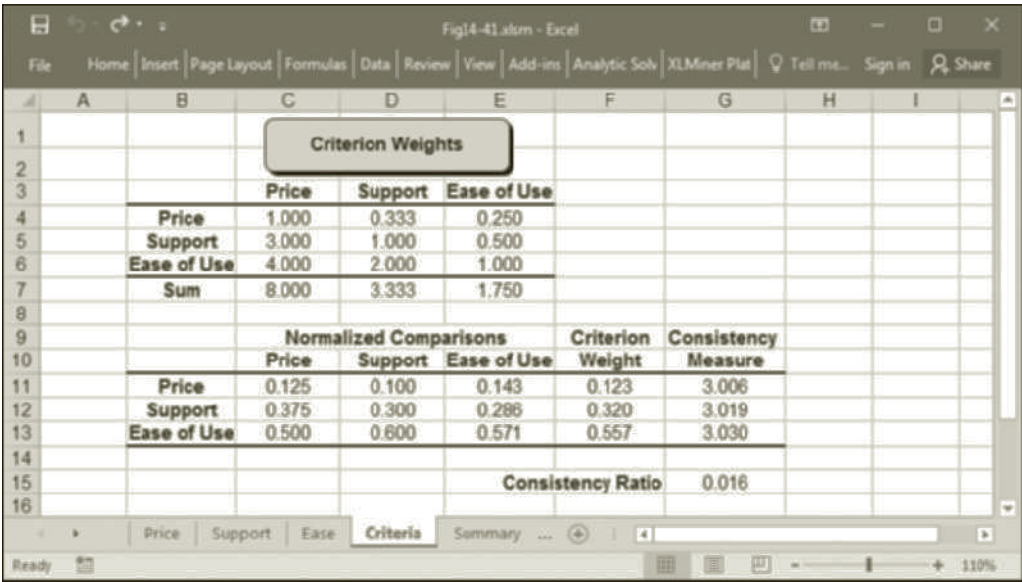 Fig14-41.xlsm - Excel
File Home Insert Page Layout Formulas Data Review View Add-ins Analytic Solv XLMiner Plat Tell me... Sign in Share
A B C D E F G H I
1
Criterion Weights
2
3 Price Support Ease of Use
4 Price 1.000 0.333 0.250
5 Support 3.000 1.000 0.500
6 Ease of Use 4.000 2.000 1.000
7 Sum 8.000 3.333 1.750
8
9 Normalized Comparisons Criterion Consistency
10 Price Support Ease of Use Weight Measure
11 Price 0.125 0.100 0.143 0.123 3.006
12 Support 0.375 0.300 0.286 0.320 3.019
13 Ease of Use 0.500 0.600 0.571 0.557 3.030
14
15 Consistency Ratio 0.016
16
Price Support Ease Criteria Summary ...
Ready 110%